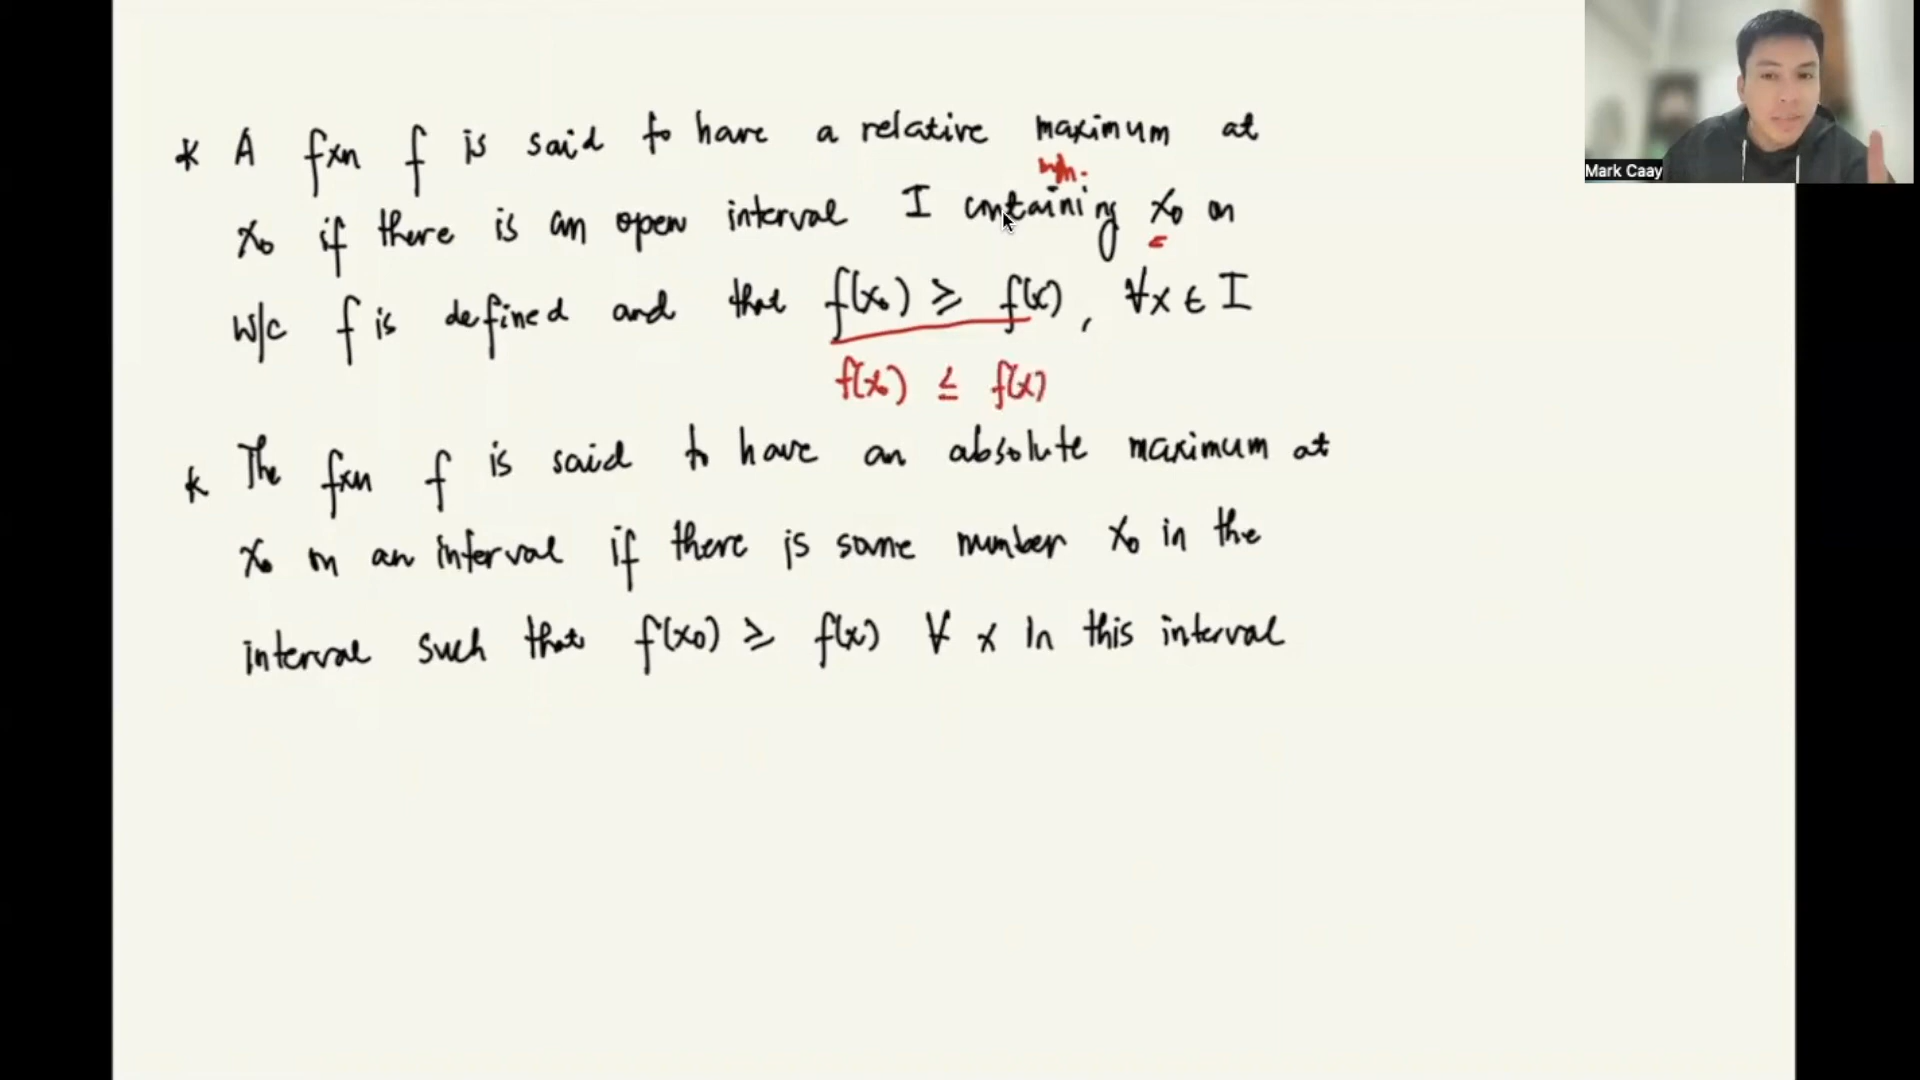 * A fxn f is said to have a relative maximum at
min.
x₀ if there is an open interval I containing x₀ on
w/c f is defined and that f(x₀) ≥ f(x), ∀x ∈ I
f(x₀) ≤ f(x)
* The fxn f is said to have an absolute maximum at
x₀ on an interval if there is some number x₀ in the
interval such that f(x₀) ≥ f(x) ∀ x in this interval
Mark Caay